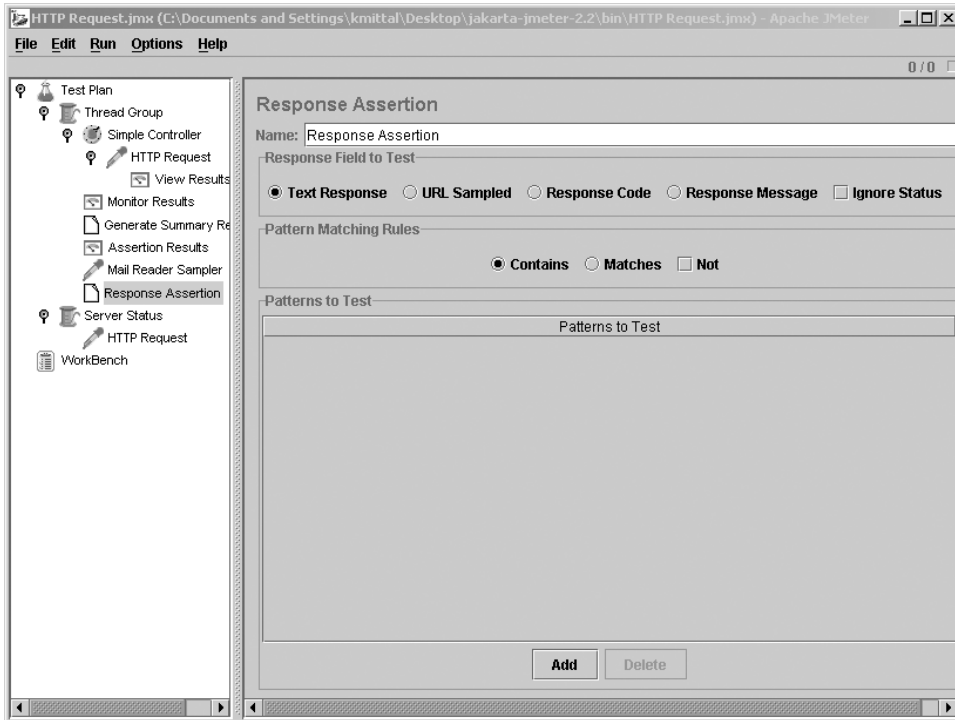 HTTP Request.jmx (C:\Documents and Settings\kmittal\Desktop\jakarta-jmeter-2.2\bin\HTTP Request.jmx) - Apache JMeter
File Edit Run Options Help
0 / 0
Test Plan
Thread Group
Simple Controller
HTTP Request
View Results
Monitor Results
Generate Summary Re
Assertion Results
Mail Reader Sampler
Response Assertion
Server Status
HTTP Request
WorkBench
Response Assertion
Name: Response Assertion
Response Field to Test
Text Response URL Sampled Response Code Response Message Ignore Status
Pattern Matching Rules
Contains Matches Not
Patterns to Test
Patterns to Test
Add Delete